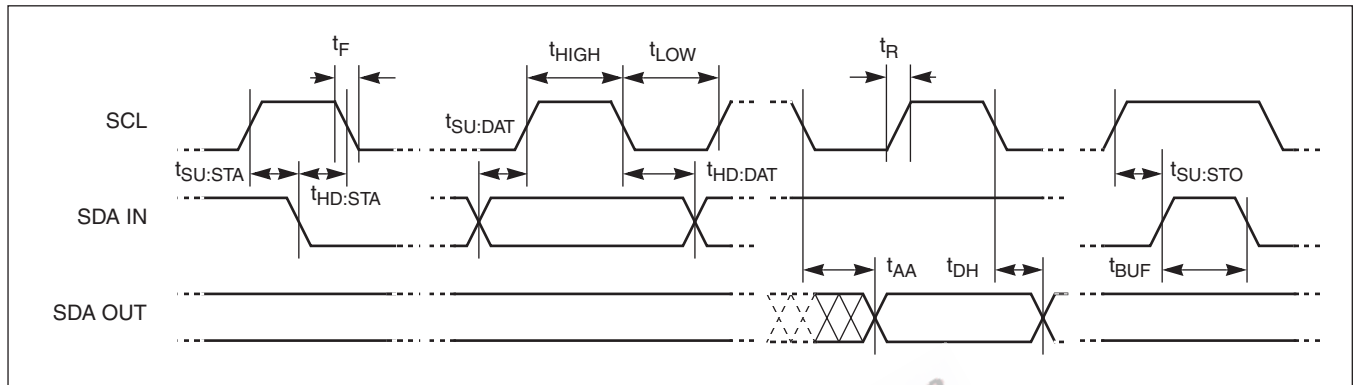 tF
tHIGH
tLOW
tR
SCL
tSU:DAT
tSU:STA
tHD:STA
tHD:DAT
tSU:STO
SDA IN
tAA
tDH
tBUF
SDA OUT